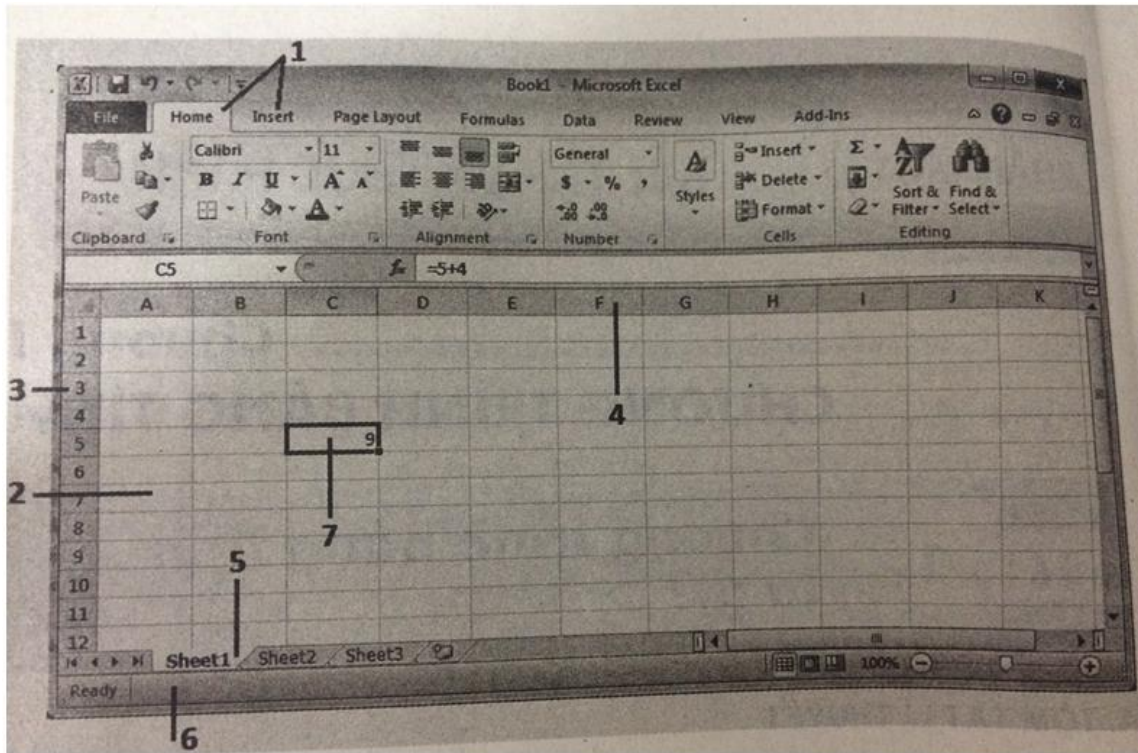 1
Book1 - Microsoft Excel
File Home Insert Page Layout Formulas Data Review View Add-Ins
Calibri 11 General Insert Σ
B I U A A $ % , Delete
Paste Styles Format Sort & Filter Find & Select
Clipboard Font Alignment Number Cells Editing
C5 fx =5+4
A B C D E F G H I J K
1
2
3 3
4 4
5 9
6
2 7
8 7
9 5
10
11
12
Sheet1 Sheet2 Sheet3
Ready 100%
6